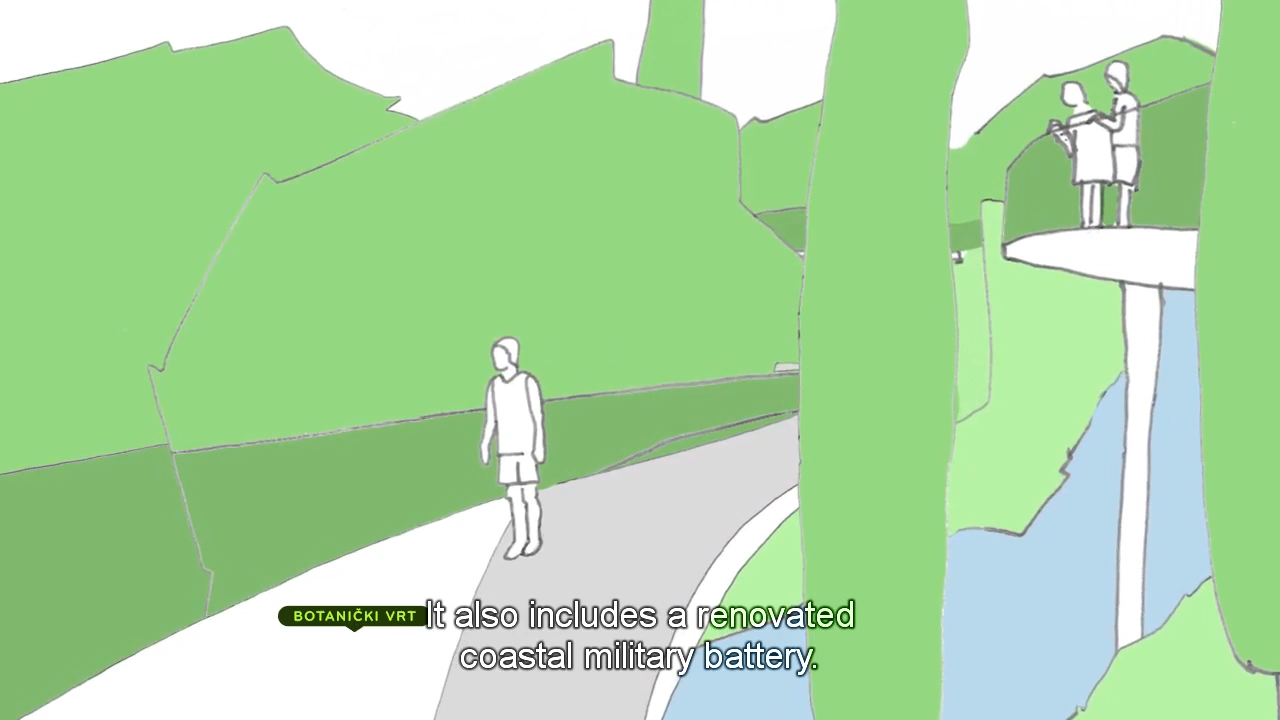 BOTANIČKI VRT
It also includes a renovated
coastal military battery.